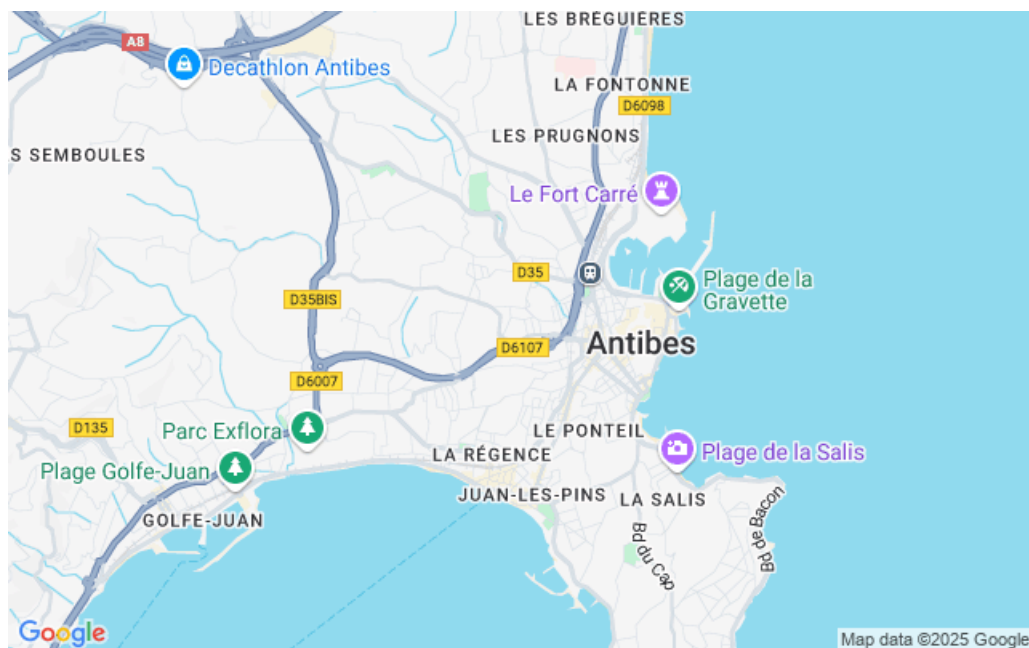 LES BRÉGUIÈRES
A8
Decathlon Antibes
LA FONTONNE
D6098
LES PRUGNONS
S SEMBOULES
Le Fort Carré
D35
Plage de la
Gravette
D35BIS
Antibes
D6107
D6007
D135
Parc Exflora
LE PONTEIL
Plage de la Salis
LA RÉGENCE
Plage Golfe-Juan
JUAN-LES-PINS
LA SALIS
Bd de Bacon
GOLFE-JUAN
Bd du Cap
Google
Map data ©2025 Google